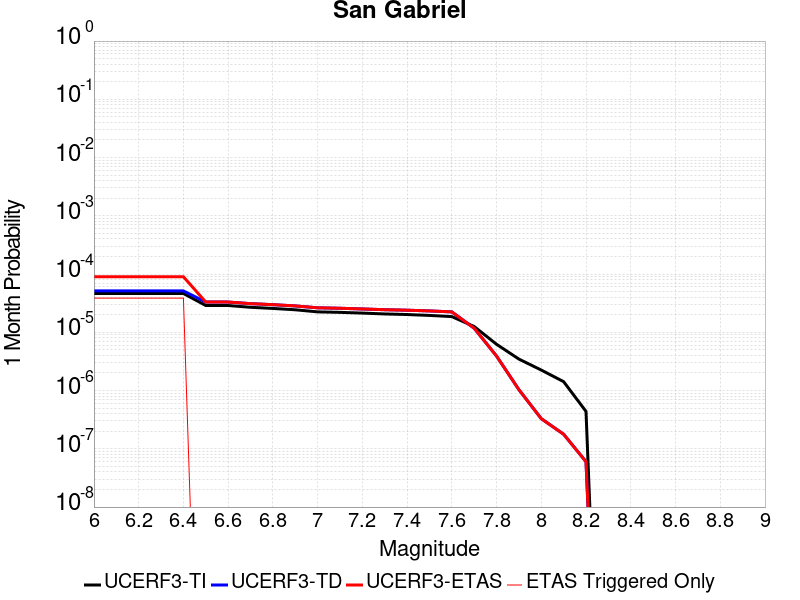 San Gabriel
10^0
10^-1
10^-2
10^-3
10^-4
10^-5
10^-6
10^-7
10^-8
1 Month Probability
6 6.2 6.4 6.6 6.8 7 7.2 7.4 7.6 7.8 8 8.2 8.4 8.6 8.8 9
Magnitude
UCERF3-TI UCERF3-TD UCERF3-ETAS ETAS Triggered Only